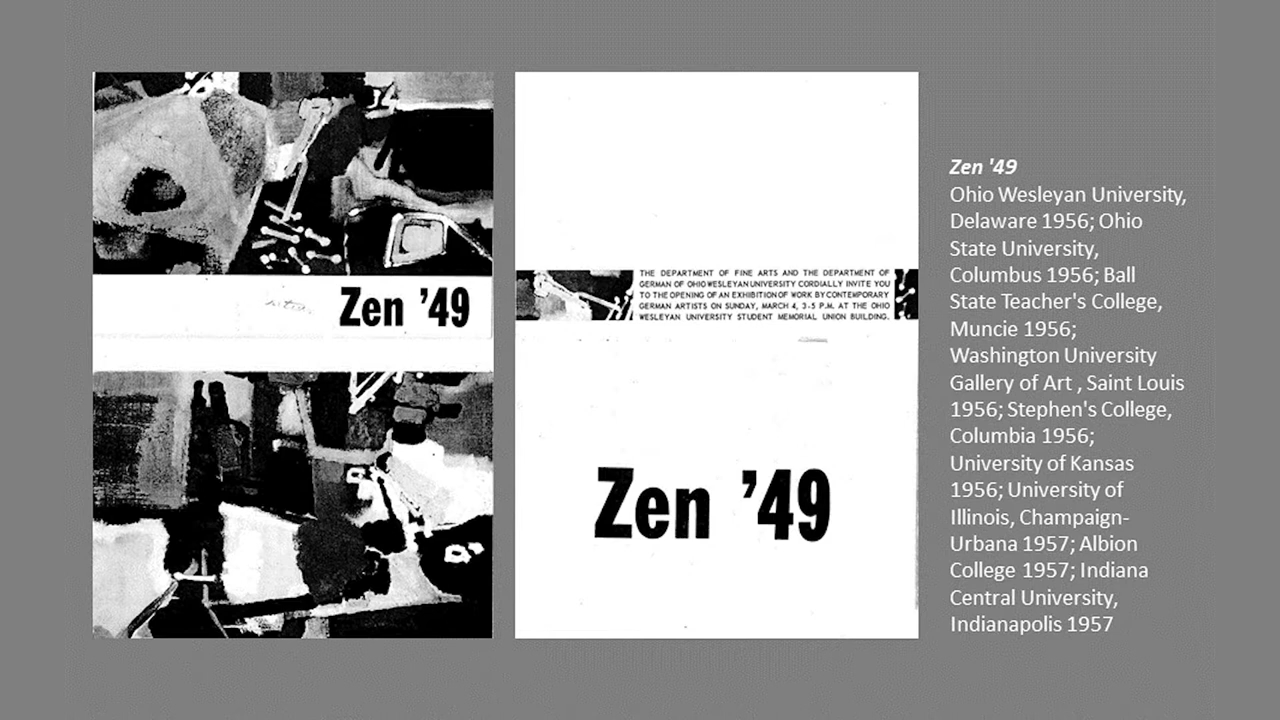 Zen ’49
THE DEPARTMENT OF FINE ARTS AND THE DEPARTMENT OF
GERMAN OF OHIO WESLEYAN UNIVERSITY CORDIALLY INVITE YOU
TO THE OPENING OF AN EXHIBITION OF WORK BY CONTEMPORARY
GERMAN ARTISTS ON SUNDAY, MARCH 4, 3-5 P.M. AT THE OHIO
WESLEYAN UNIVERSITY STUDENT MEMORIAL UNION BUILDING.
Zen ’49
Zen '49
Ohio Wesleyan University,
Delaware 1956; Ohio
State University,
Columbus 1956; Ball
State Teacher's College,
Muncie 1956;
Washington University
Gallery of Art , Saint Louis
1956; Stephen's College,
Columbia 1956;
University of Kansas
1956; University of
Illinois, Champaign-
Urbana 1957; Albion
College 1957; Indiana
Central University,
Indianapolis 1957